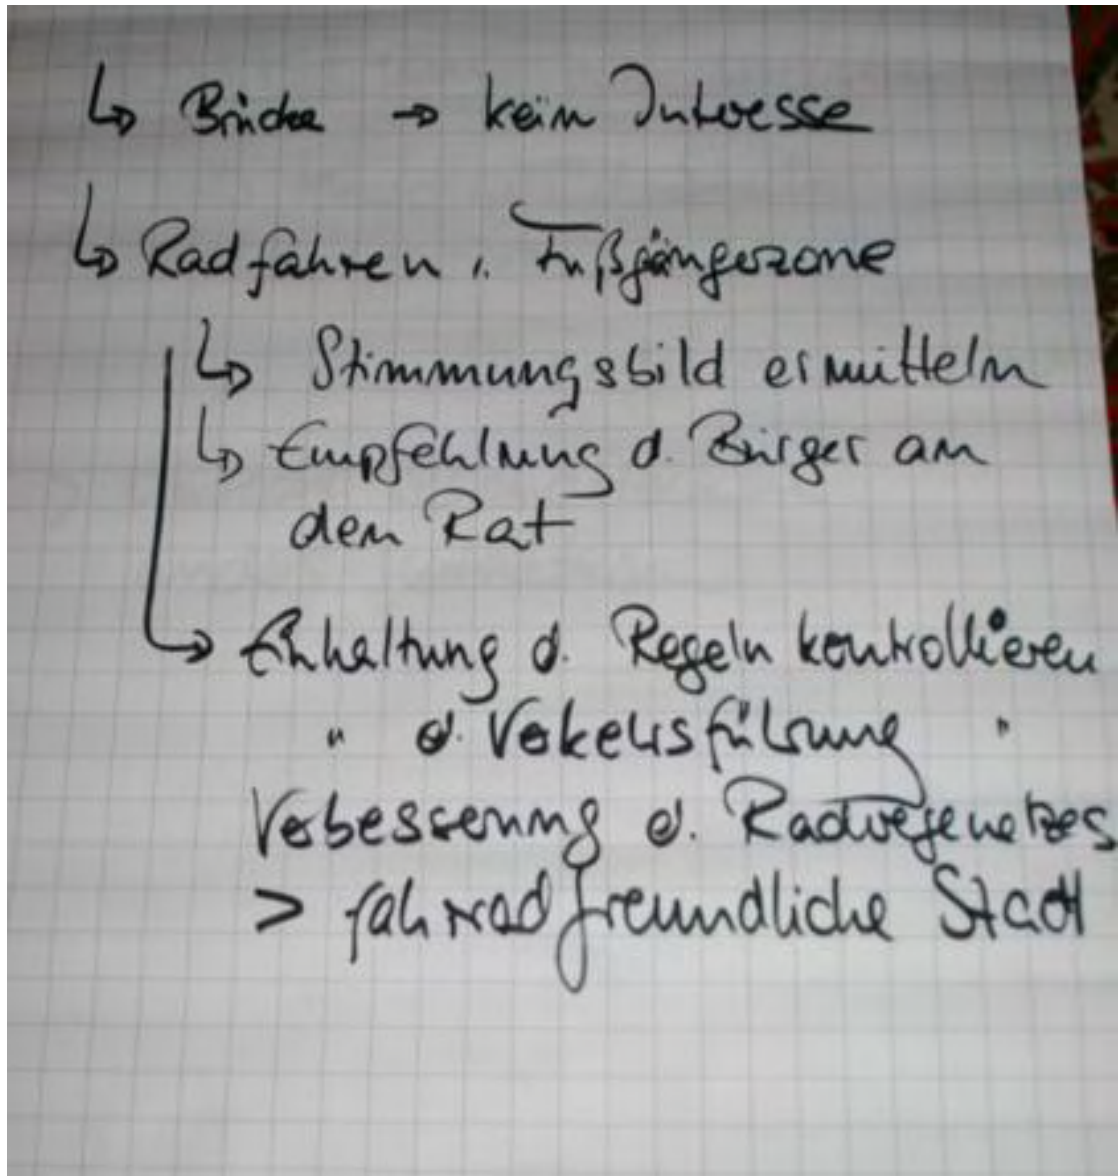 ↳ Brücke → kein Interesse
↳ Radfahren i. Fußgängerzone
↳ Stimmungsbild ermitteln
↳ Empfehlung d. Bürger an
den Rat
↳ Einhaltung d. Regeln kontrollieren
" d. Verkehrsführung "
Verbesserung d. Radwegenetzes
> fahrradfreundliche Stadt